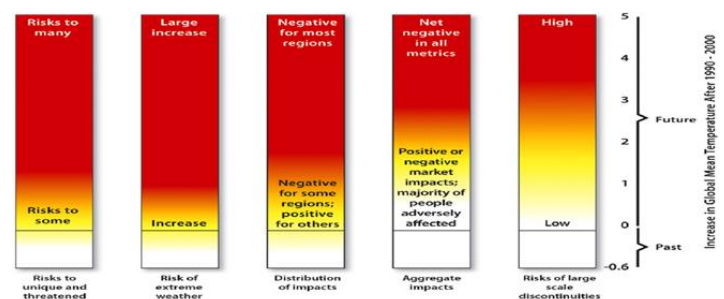 Risks to
many
Large
increase
Negative
for most
regions
Net
negative
in all
metrics
High
Risks to
some
Increase
Negative
for some
regions;
positive
for others
Positive or
negative
market
impacts;
majority of
people
adversely
affected
Low
5
4
3
2
1
0
-0.6
Future
Past
Increase in Global Mean Temperature After 1990 - 2000
Risks to
unique and
threatened
Risk of
extreme
weather
Distribution
of impacts
Aggregate
impacts
Risks of large
scale
discontinuities